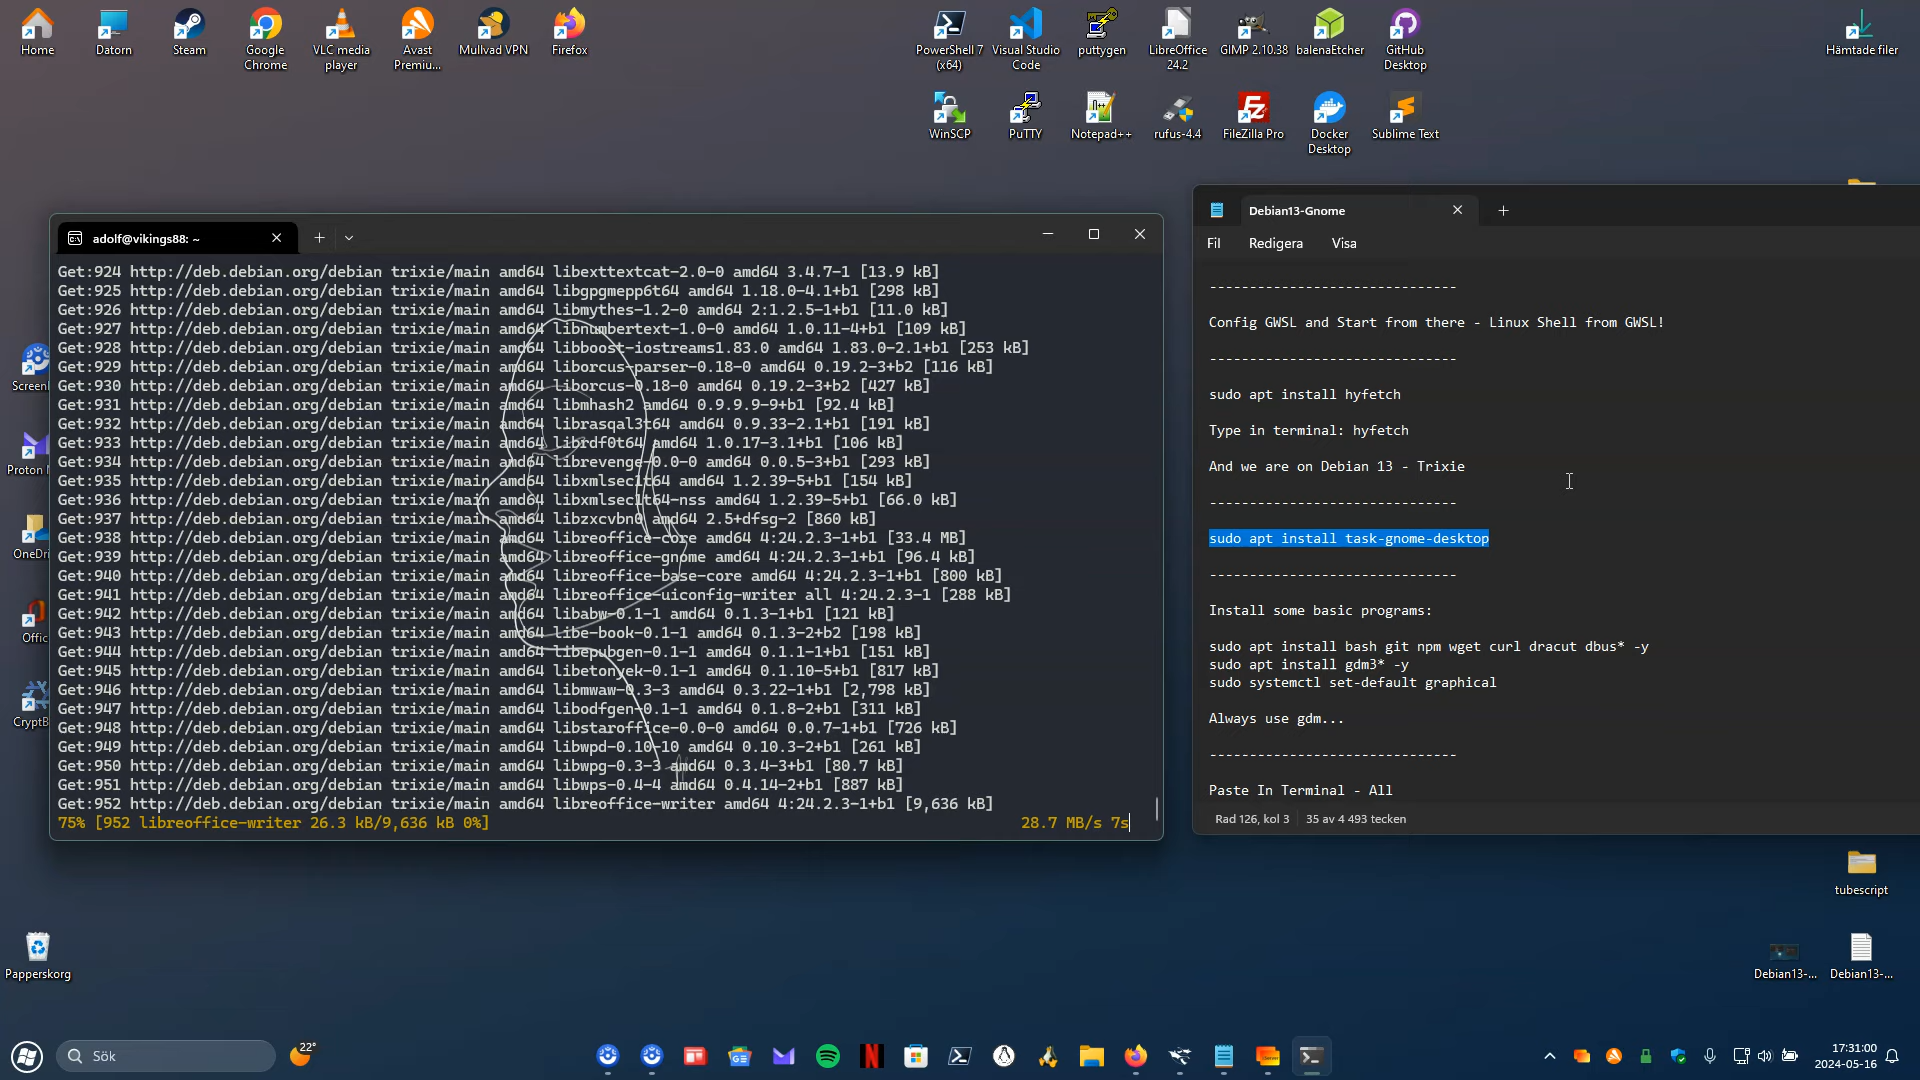 Home
Datorn
Steam
Google
Chrome
VLC media
player
Avast
Premiu...
Mullvad VPN
Firefox
PowerShell 7
(x64)
Visual Studio
Code
puttygen
LibreOffice
24.2
GIMP 2.10.38
balenaEtcher
GitHub
Desktop
Hämtade filer
WinSCP
PuTTY
Notepad++
rufus-4.4
FileZilla Pro
Docker
Desktop
Sublime Text
adolf@vikings88: ~
Get:924 http://deb.debian.org/debian trixie/main amd64 libexttextcat-2.0-0 amd64 3.4.7-1 [13.9 kB]
Get:925 http://deb.debian.org/debian trixie/main amd64 libgpgmepp6t64 amd64 1.18.0-4.1+b1 [298 kB]
Get:926 http://deb.debian.org/debian trixie/main amd64 libmythes-1.2-0 amd64 2:1.2.5-1+b1 [11.0 kB]
Get:927 http://deb.debian.org/debian trixie/main amd64 libnumbertext-1.0-0 amd64 1.0.11-4+b1 [109 kB]
Get:928 http://deb.debian.org/debian trixie/main amd64 libboost-iostreams1.83.0 amd64 1.83.0-2.1+b1 [253 kB]
Get:929 http://deb.debian.org/debian trixie/main amd64 liborcus-parser-0.18-0 amd64 0.19.2-3+b2 [116 kB]
Get:930 http://deb.debian.org/debian trixie/main amd64 liborcus-0.18-0 amd64 0.19.2-3+b2 [427 kB]
Get:931 http://deb.debian.org/debian trixie/main amd64 libmhash2 amd64 0.9.9.9-9+b1 [92.4 kB]
Get:932 http://deb.debian.org/debian trixie/main amd64 librasqal3t64 amd64 0.9.33-2.1+b1 [191 kB]
Get:933 http://deb.debian.org/debian trixie/main amd64 librdf0t64 amd64 1.0.17-3.1+b1 [106 kB]
Get:934 http://deb.debian.org/debian trixie/main amd64 librevenge-0.0-0 amd64 0.0.5-3+b1 [293 kB]
Get:935 http://deb.debian.org/debian trixie/main amd64 libxmlsec1t64 amd64 1.2.39-5+b1 [154 kB]
Get:936 http://deb.debian.org/debian trixie/main amd64 libxmlsec1t64-nss amd64 1.2.39-5+b1 [66.0 kB]
Get:937 http://deb.debian.org/debian trixie/main amd64 libzxcvbn0 amd64 2.5+dfsg-2 [860 kB]
Get:938 http://deb.debian.org/debian trixie/main amd64 libreoffice-core amd64 4:24.2.3-1+b1 [33.4 MB]
Get:939 http://deb.debian.org/debian trixie/main amd64 libreoffice-gnome amd64 4:24.2.3-1+b1 [96.4 kB]
Get:940 http://deb.debian.org/debian trixie/main amd64 libreoffice-base-core amd64 4:24.2.3-1+b1 [800 kB]
Get:941 http://deb.debian.org/debian trixie/main amd64 libreoffice-uiconfig-writer all 4:24.2.3-1 [288 kB]
Get:942 http://deb.debian.org/debian trixie/main amd64 libabw-0.1-1 amd64 0.1.3-1+b1 [121 kB]
Get:943 http://deb.debian.org/debian trixie/main amd64 libe-book-0.1-1 amd64 0.1.3-2+b2 [198 kB]
Get:944 http://deb.debian.org/debian trixie/main amd64 libepubgen-0.1-1 amd64 0.1.1-1+b1 [151 kB]
Get:945 http://deb.debian.org/debian trixie/main amd64 libetonyek-0.1-1 amd64 0.1.10-5+b1 [817 kB]
Get:946 http://deb.debian.org/debian trixie/main amd64 libmwaw-0.3-3 amd64 0.3.22-1+b1 [2,798 kB]
Get:947 http://deb.debian.org/debian trixie/main amd64 libodfgen-0.1-1 amd64 0.1.8-2+b1 [311 kB]
Get:948 http://deb.debian.org/debian trixie/main amd64 libstaroffice-0.0-0 amd64 0.0.7-1+b1 [726 kB]
Get:949 http://deb.debian.org/debian trixie/main amd64 libwpd-0.10-10 amd64 0.10.3-2+b1 [261 kB]
Get:950 http://deb.debian.org/debian trixie/main amd64 libwpg-0.3-3 amd64 0.3.4-3+b1 [80.7 kB]
Get:951 http://deb.debian.org/debian trixie/main amd64 libwps-0.4-4 amd64 0.4.14-2+b1 [887 kB]
Get:952 http://deb.debian.org/debian trixie/main amd64 libreoffice-writer amd64 4:24.2.3-1+b1 [9,636 kB]
75% [952 libreoffice-writer 26.3 kB/9,636 kB 0%] 28.7 MB/s 7s
Debian13-Gnome
Fil Redigera Visa
-------------------------------
Config GWSL and Start from there - Linux Shell from GWSL!
-------------------------------
sudo apt install hyfetch
Type in terminal: hyfetch
And we are on Debian 13 - Trixie
-------------------------------
sudo apt install task-gnome-desktop
-------------------------------
Install some basic programs:
sudo apt install bash git npm wget curl dracut dbus* -y
sudo apt install gdm3* -y
sudo systemctl set-default graphical
Always use gdm...
-------------------------------
Paste In Terminal - All
Rad 126, kol 3 35 av 4 493 tecken
Screen
Proton
OneDri
Offic
CryptB
Papperskorg
tubescript
Debian13-...
Debian13-...
Sök
22°
17:31:00
2024-05-16